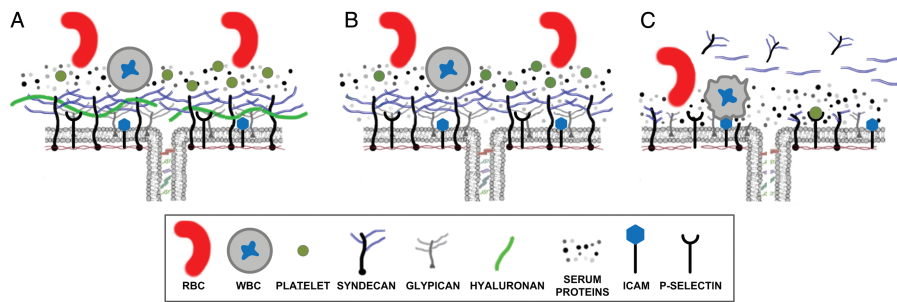 A
B
C
RBC
WBC
PLATELET
SYNDECAN
GLYPICAN
HYALURONAN
SERUM
PROTEINS
ICAM
P-SELECTIN